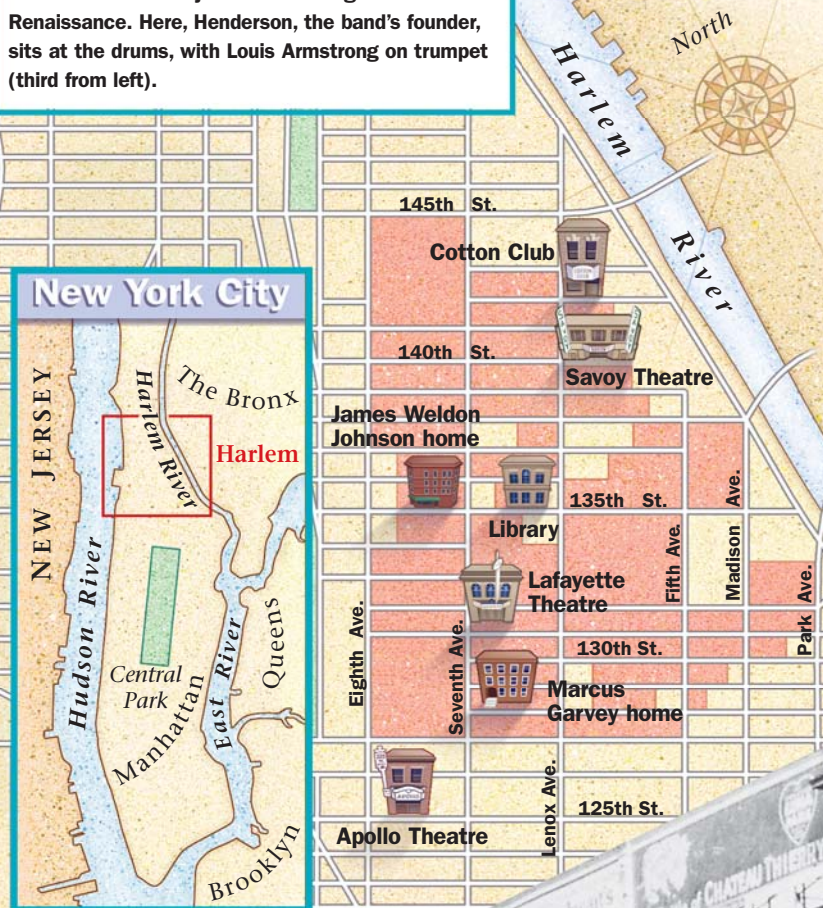 Renaissance. Here, Henderson, the band's founder,
sits at the drums, with Louis Armstrong on trumpet
(third from left).
North
Harlem
River
145th St.
Cotton Club
140th St.
Savoy Theatre
James Weldon
Johnson home
135th St.
Library
Lafayette
Theatre
Fifth Ave.
Madison Ave.
Park Ave.
Eighth Ave.
Seventh Ave.
130th St.
Marcus
Garvey home
Lenox Ave.
125th St.
Apollo Theatre
New York City
NEW JERSEY
Hudson River
Harlem River
The Bronx
Harlem
Central
Park
Manhattan
East River
Queens
Brooklyn
CHATEAU THIERRY